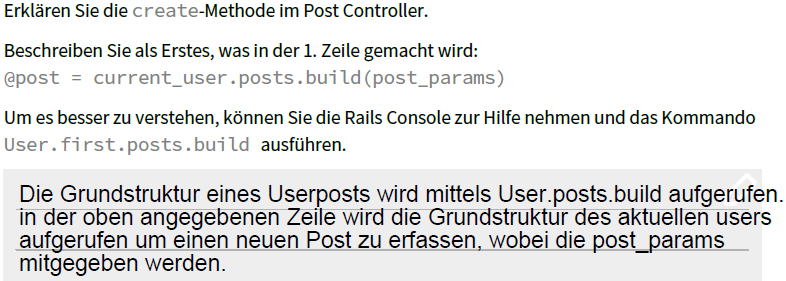 Erklären Sie die create-Methode im Post Controller.
Beschreiben Sie als Erstes, was in der 1. Zeile gemacht wird:
@post = current_user.posts.build(post_params)
Um es besser zu verstehen, können Sie die Rails Console zur Hilfe nehmen und das Kommando
User.first.posts.build ausführen.
Die Grundstruktur eines Userposts wird mittels User.posts.build aufgerufen.
in der oben angegebenen Zeile wird die Grundstruktur des aktuellen users
aufgerufen um einen neuen Post zu erfassen, wobei die post_params
mitgegeben werden.